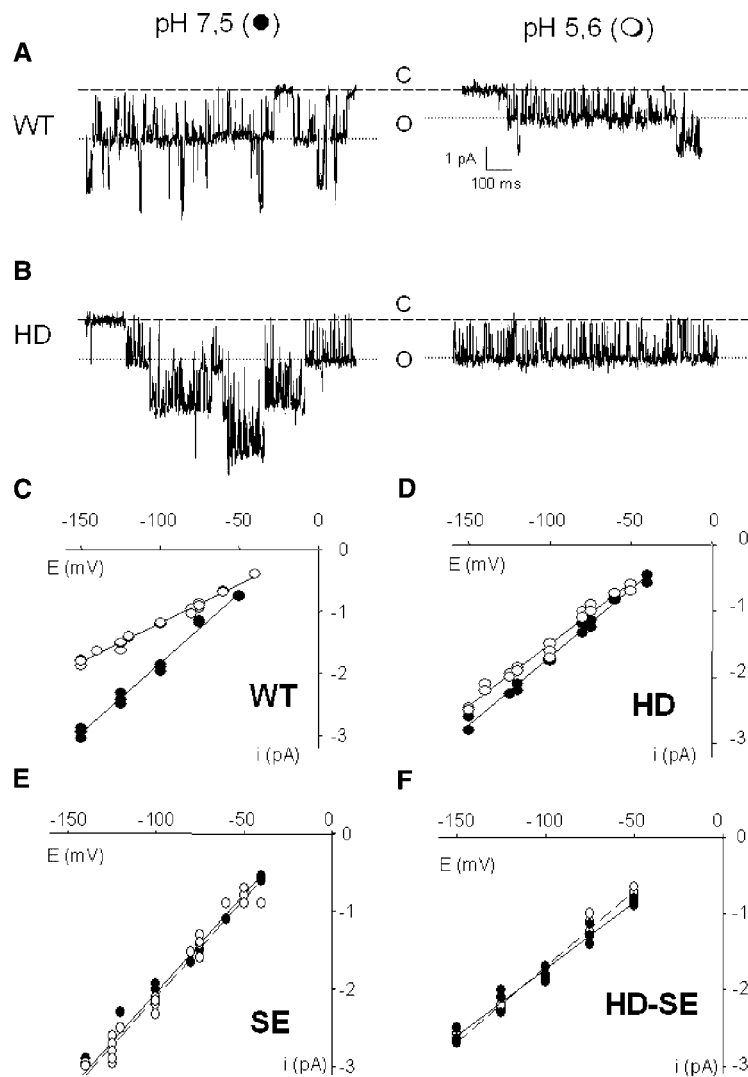 pH 7,5 (●) pH 5,6 (○)
A
WT
C
O
1 pA
100 ms
B
HD
C
O
C
-150 -100 -50 0
0
E (mV)
-1
-2
WT
-3
i (pA)
D
-150 -100 -50 0
0
E (mV)
-1
-2
HD
-3
i (pA)
E
-150 -100 -50 0
0
E (mV)
-1
-2
SE
i (pA) -3
F
-150 -100 -50 0
0
E (mV)
-1
-2
HD-SE
i (pA) -3